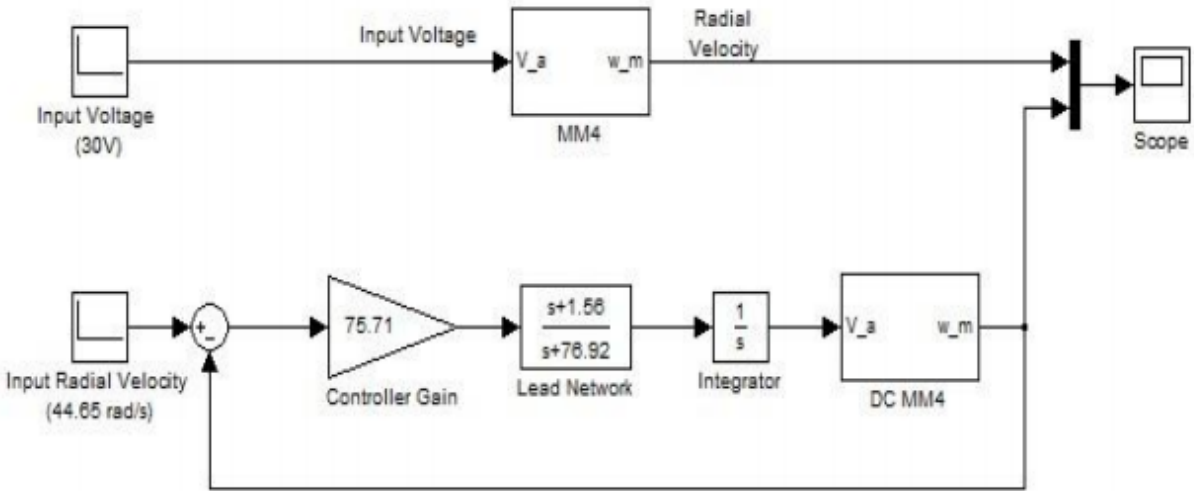 Input Voltage
(30V)
Input Voltage
V_a
w_m
MM4
Radial
Velocity
Scope
Input Radial Velocity
(44.65 rad/s)
+
-
75.71
Controller Gain
s+1.56
s+76.92
Lead Network
1
s
Integrator
V_a
w_m
DC MM4